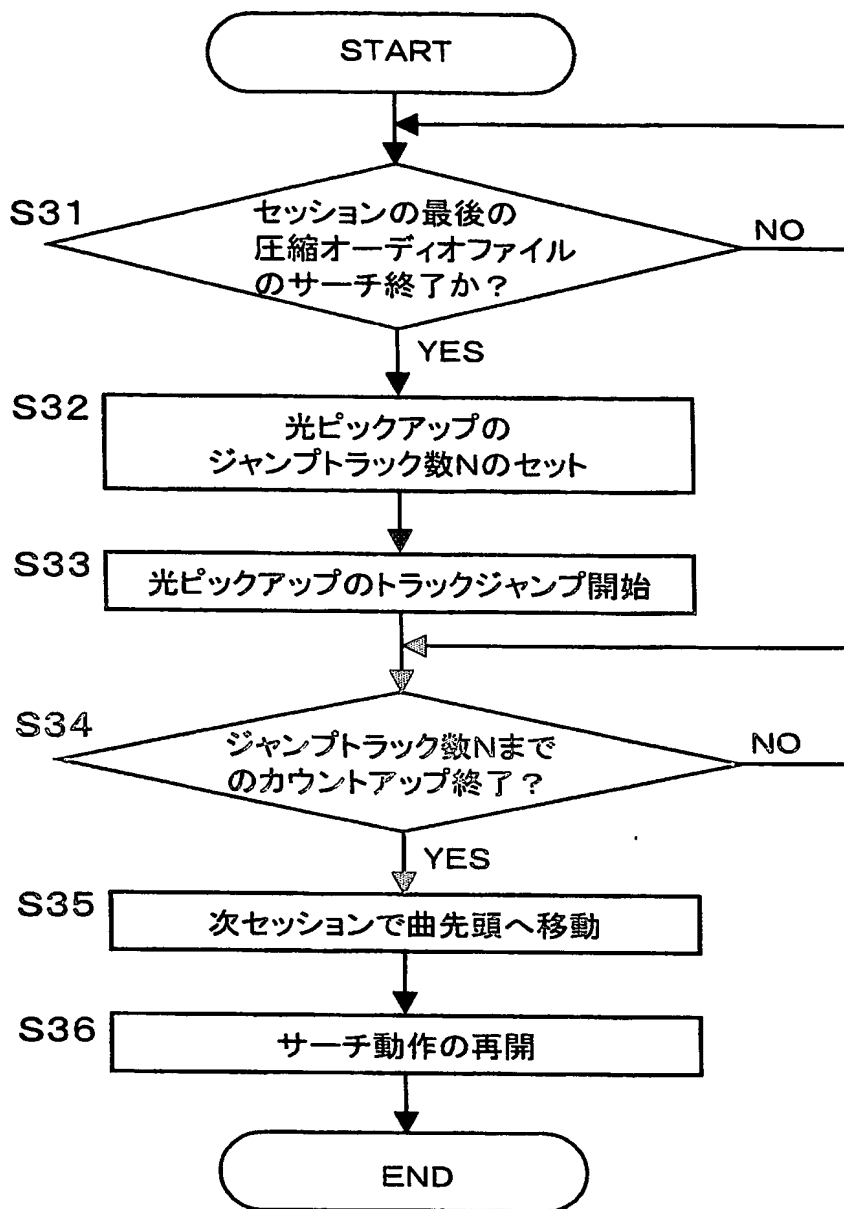 START
S31
セッションの最後の
圧縮オーディオファイル
のサーチ終了か?
NO
YES
S32
光ピックアップの
ジャンプトラック数Nのセット
S33
光ピックアップのトラックジャンプ開始
S34
ジャンプトラック数Nまで
のカウントアップ終了?
NO
YES
S35
次セッションで曲先頭へ移動
S36
サーチ動作の再開
END